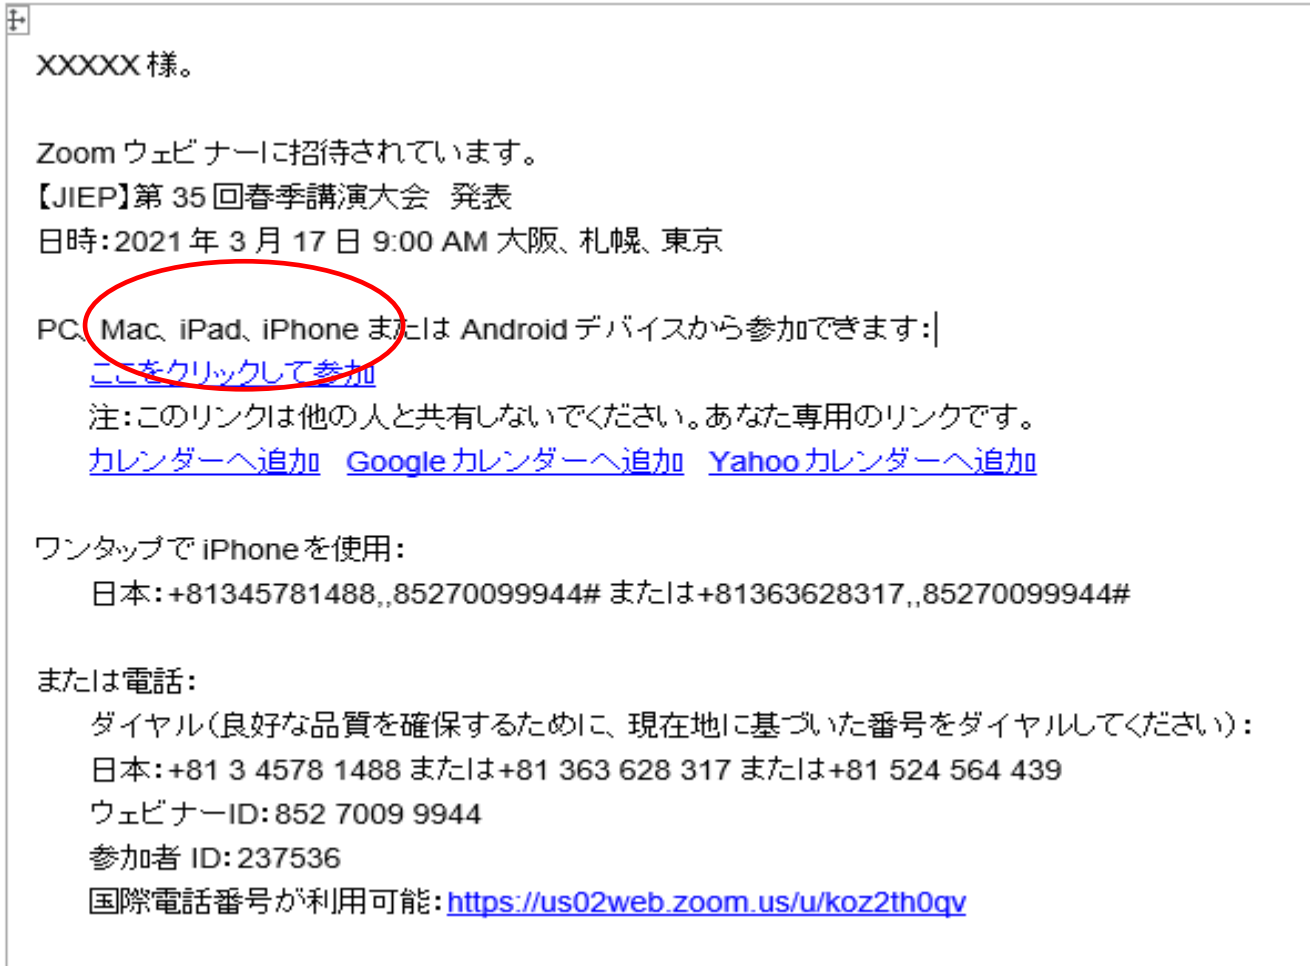 XXXXX 様。
Zoom ウェビナーに招待されています。
【JIEP】第 35 回春季講演大会　発表
日時：2021 年 3 月 17 日 9:00 AM 大阪、札幌、東京
PC、Mac、iPad、iPhone または Android デバイスから参加できます：
ここをクリックして参加
注：このリンクは他の人と共有しないでください。あなた専用のリンクです。
カレンダーへ追加　Google カレンダーへ追加　Yahoo カレンダーへ追加
ワンタップで iPhone を使用：
日本：+81345781488,,85270099944# または+81363628317,,85270099944#
または電話：
ダイヤル（良好な品質を確保するために、現在地に基づいた番号をダイヤルしてください）：
日本：+81 3 4578 1488 または+81 363 628 317 または+81 524 564 439
ウェビナーID：852 7009 9944
参加者 ID：237536
国際電話番号が利用可能：https://us02web.zoom.us/u/koz2th0qv